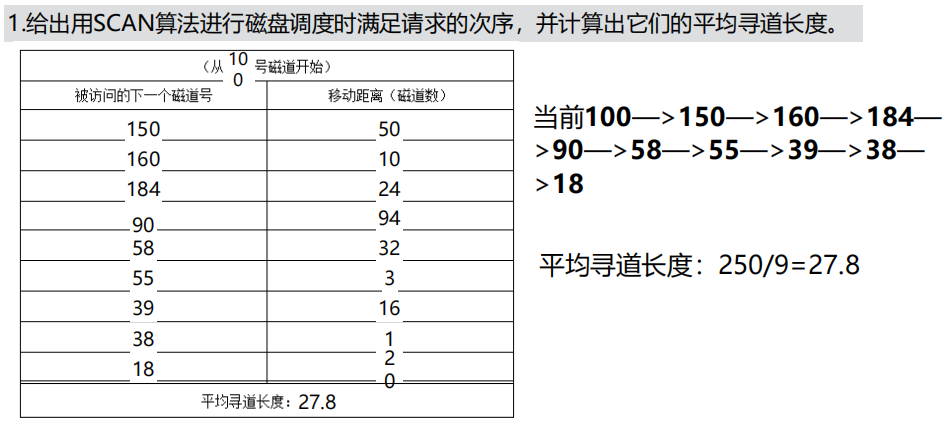 1.给出用SCAN算法进行磁盘调度时满足请求的次序，并计算出它们的平均寻道长度。
（从 100 号磁道开始）
被访问的下一个磁道号 移动距离（磁道数）
150 50
160 10
184 24
90 94
58 32
55 3
39 16
38 1
18 20
平均寻道长度：27.8
当前100—>150—>160—>184—
>90—>58—>55—>39—>38—
>18
平均寻道长度：250/9=27.8